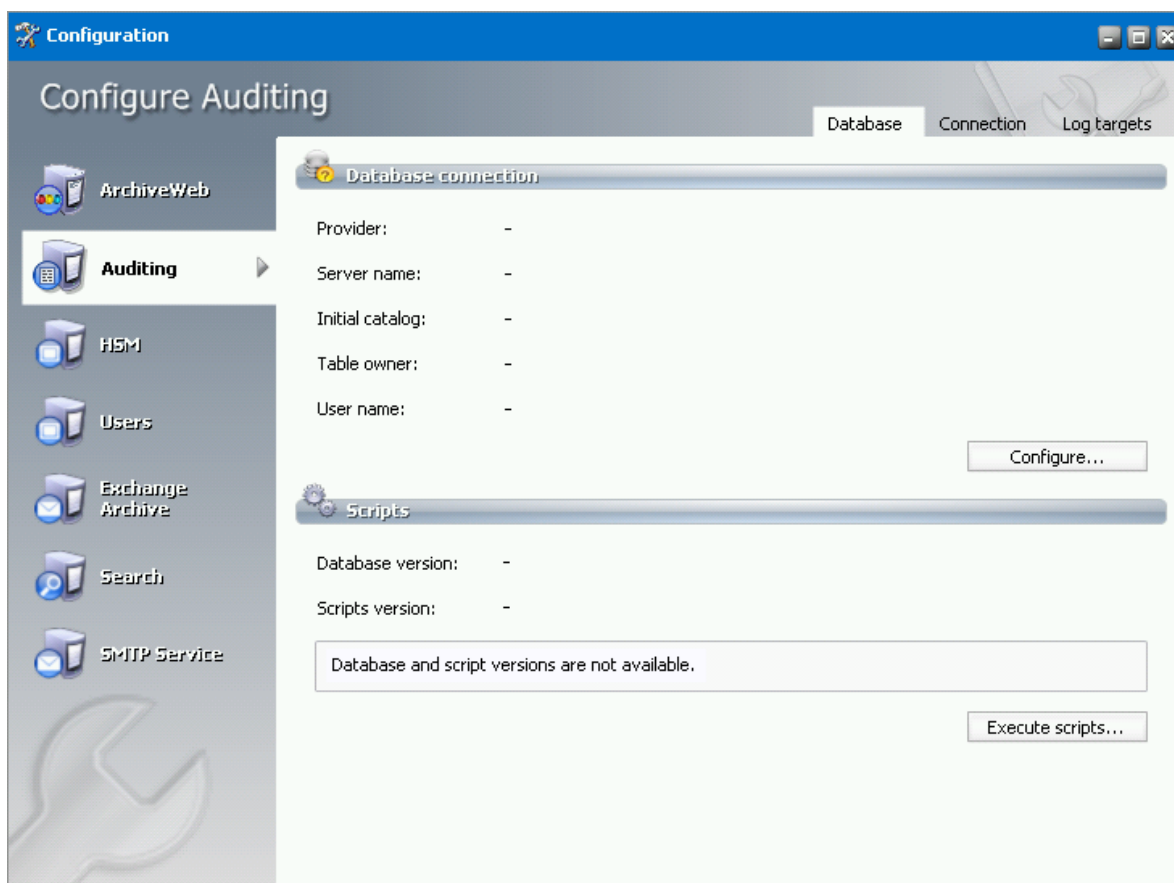 Configuration
Configure Auditing
Database Connection Log targets
ArchiveWeb
Auditing
HSM
Users
Exchange
Archive
Search
SMTP Service
Database connection
Provider: -
Server name: -
Initial catalog: -
Table owner: -
User name: -
Configure...
Scripts
Database version: -
Scripts version: -
Database and script versions are not available.
Execute scripts...